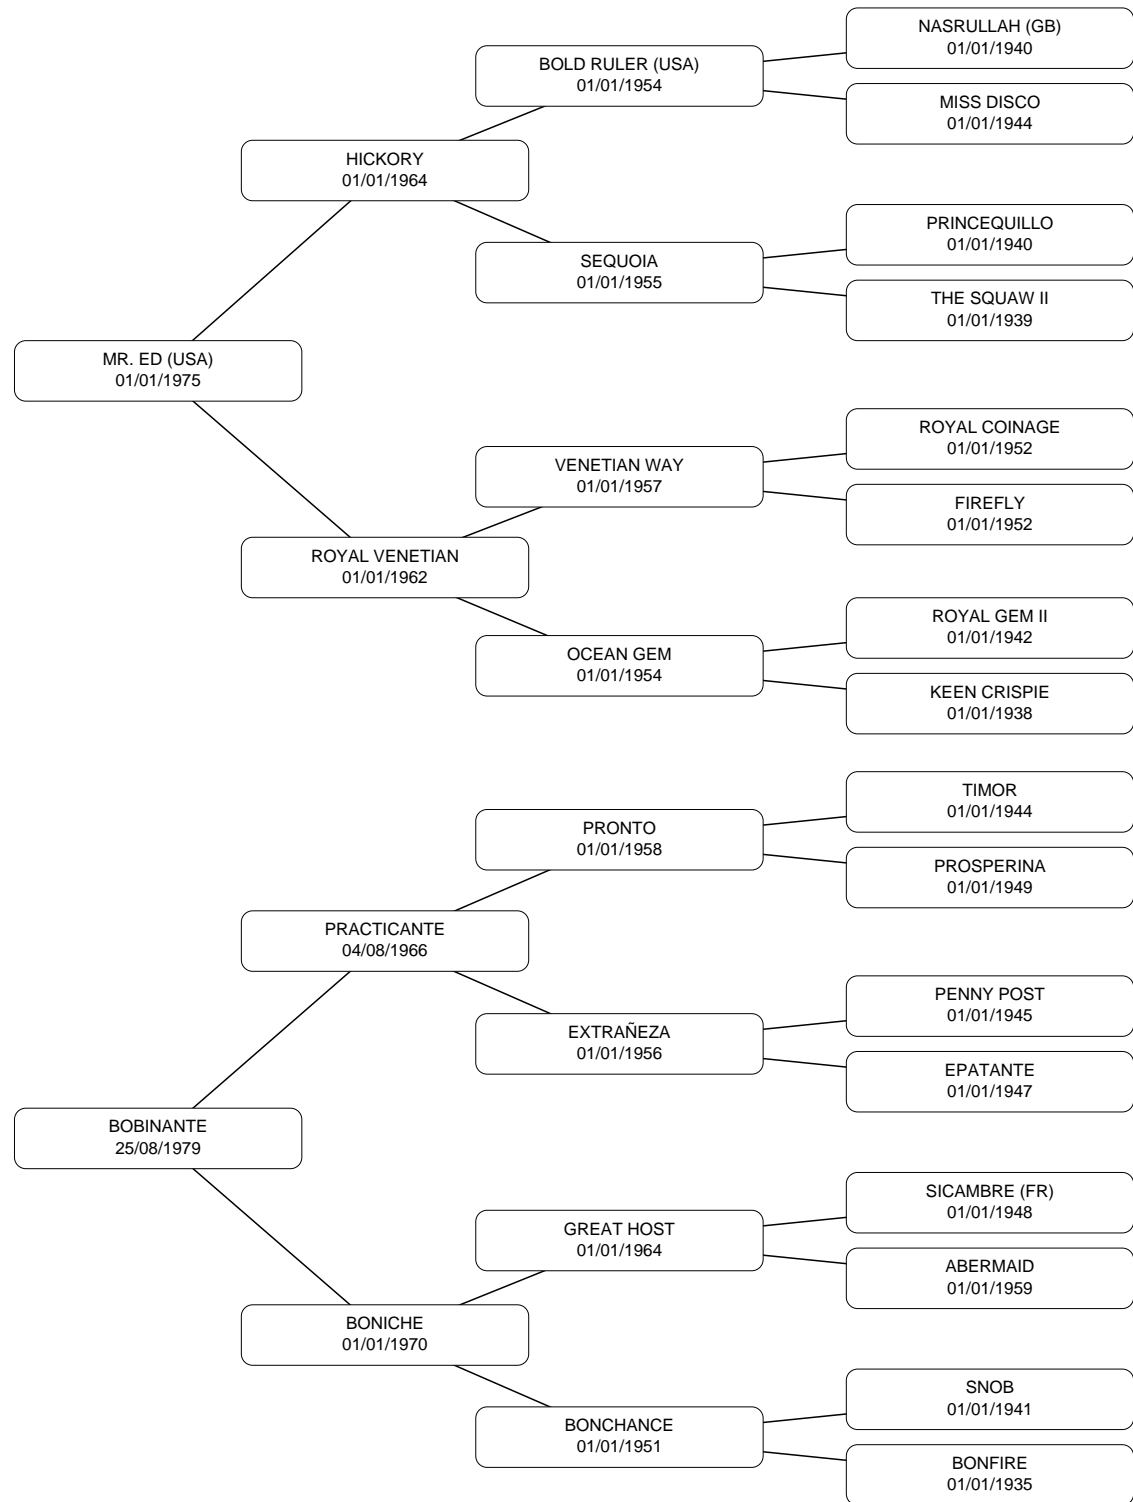 NASRULLAH (GB)
01/01/1940
BOLD RULER (USA)
01/01/1954
MISS DISCO
01/01/1944
HICKORY
01/01/1964
PRINCEQUILLO
01/01/1940
SEQUOIA
01/01/1955
THE SQUAW II
01/01/1939
MR. ED (USA)
01/01/1975
ROYAL COINAGE
01/01/1952
VENETIAN WAY
01/01/1957
FIREFLY
01/01/1952
ROYAL VENETIAN
01/01/1962
ROYAL GEM II
01/01/1942
OCEAN GEM
01/01/1954
KEEN CRISPIE
01/01/1938
TIMOR
01/01/1944
PRONTO
01/01/1958
PROSPERINA
01/01/1949
PRACTICANTE
04/08/1966
PENNY POST
01/01/1945
EXTRAÑEZA
01/01/1956
EPATANTE
01/01/1947
BOBINANTE
25/08/1979
SICAMBRE (FR)
01/01/1948
GREAT HOST
01/01/1964
ABERMAID
01/01/1959
BONICHE
01/01/1970
SNOB
01/01/1941
BONCHANCE
01/01/1951
BONFIRE
01/01/1935